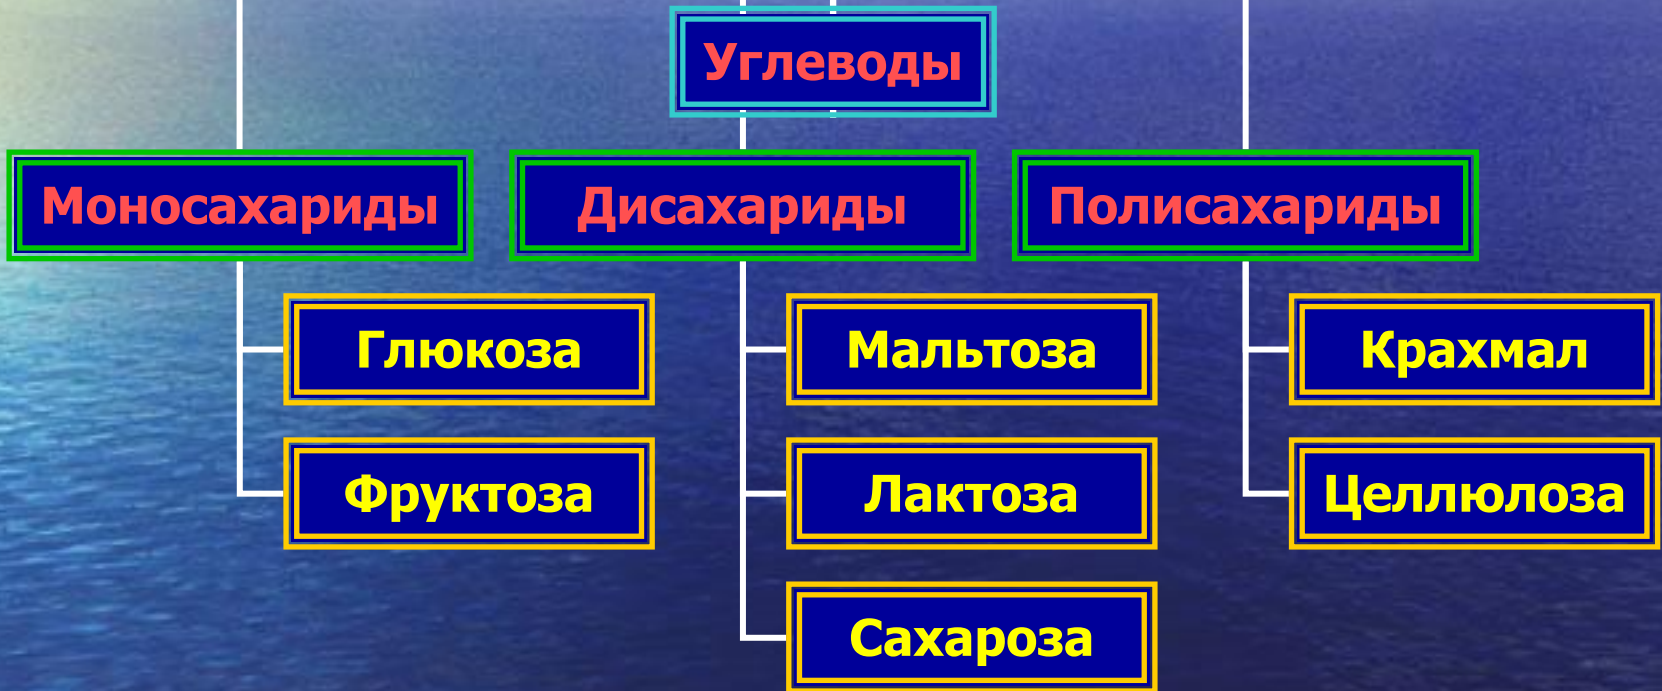 Углеводы
Моносахариды
Дисахариды
Полисахариды
Глюкоза
Мальтоза
Крахмал
Фруктоза
Лактоза
Целлюлоза
Сахароза